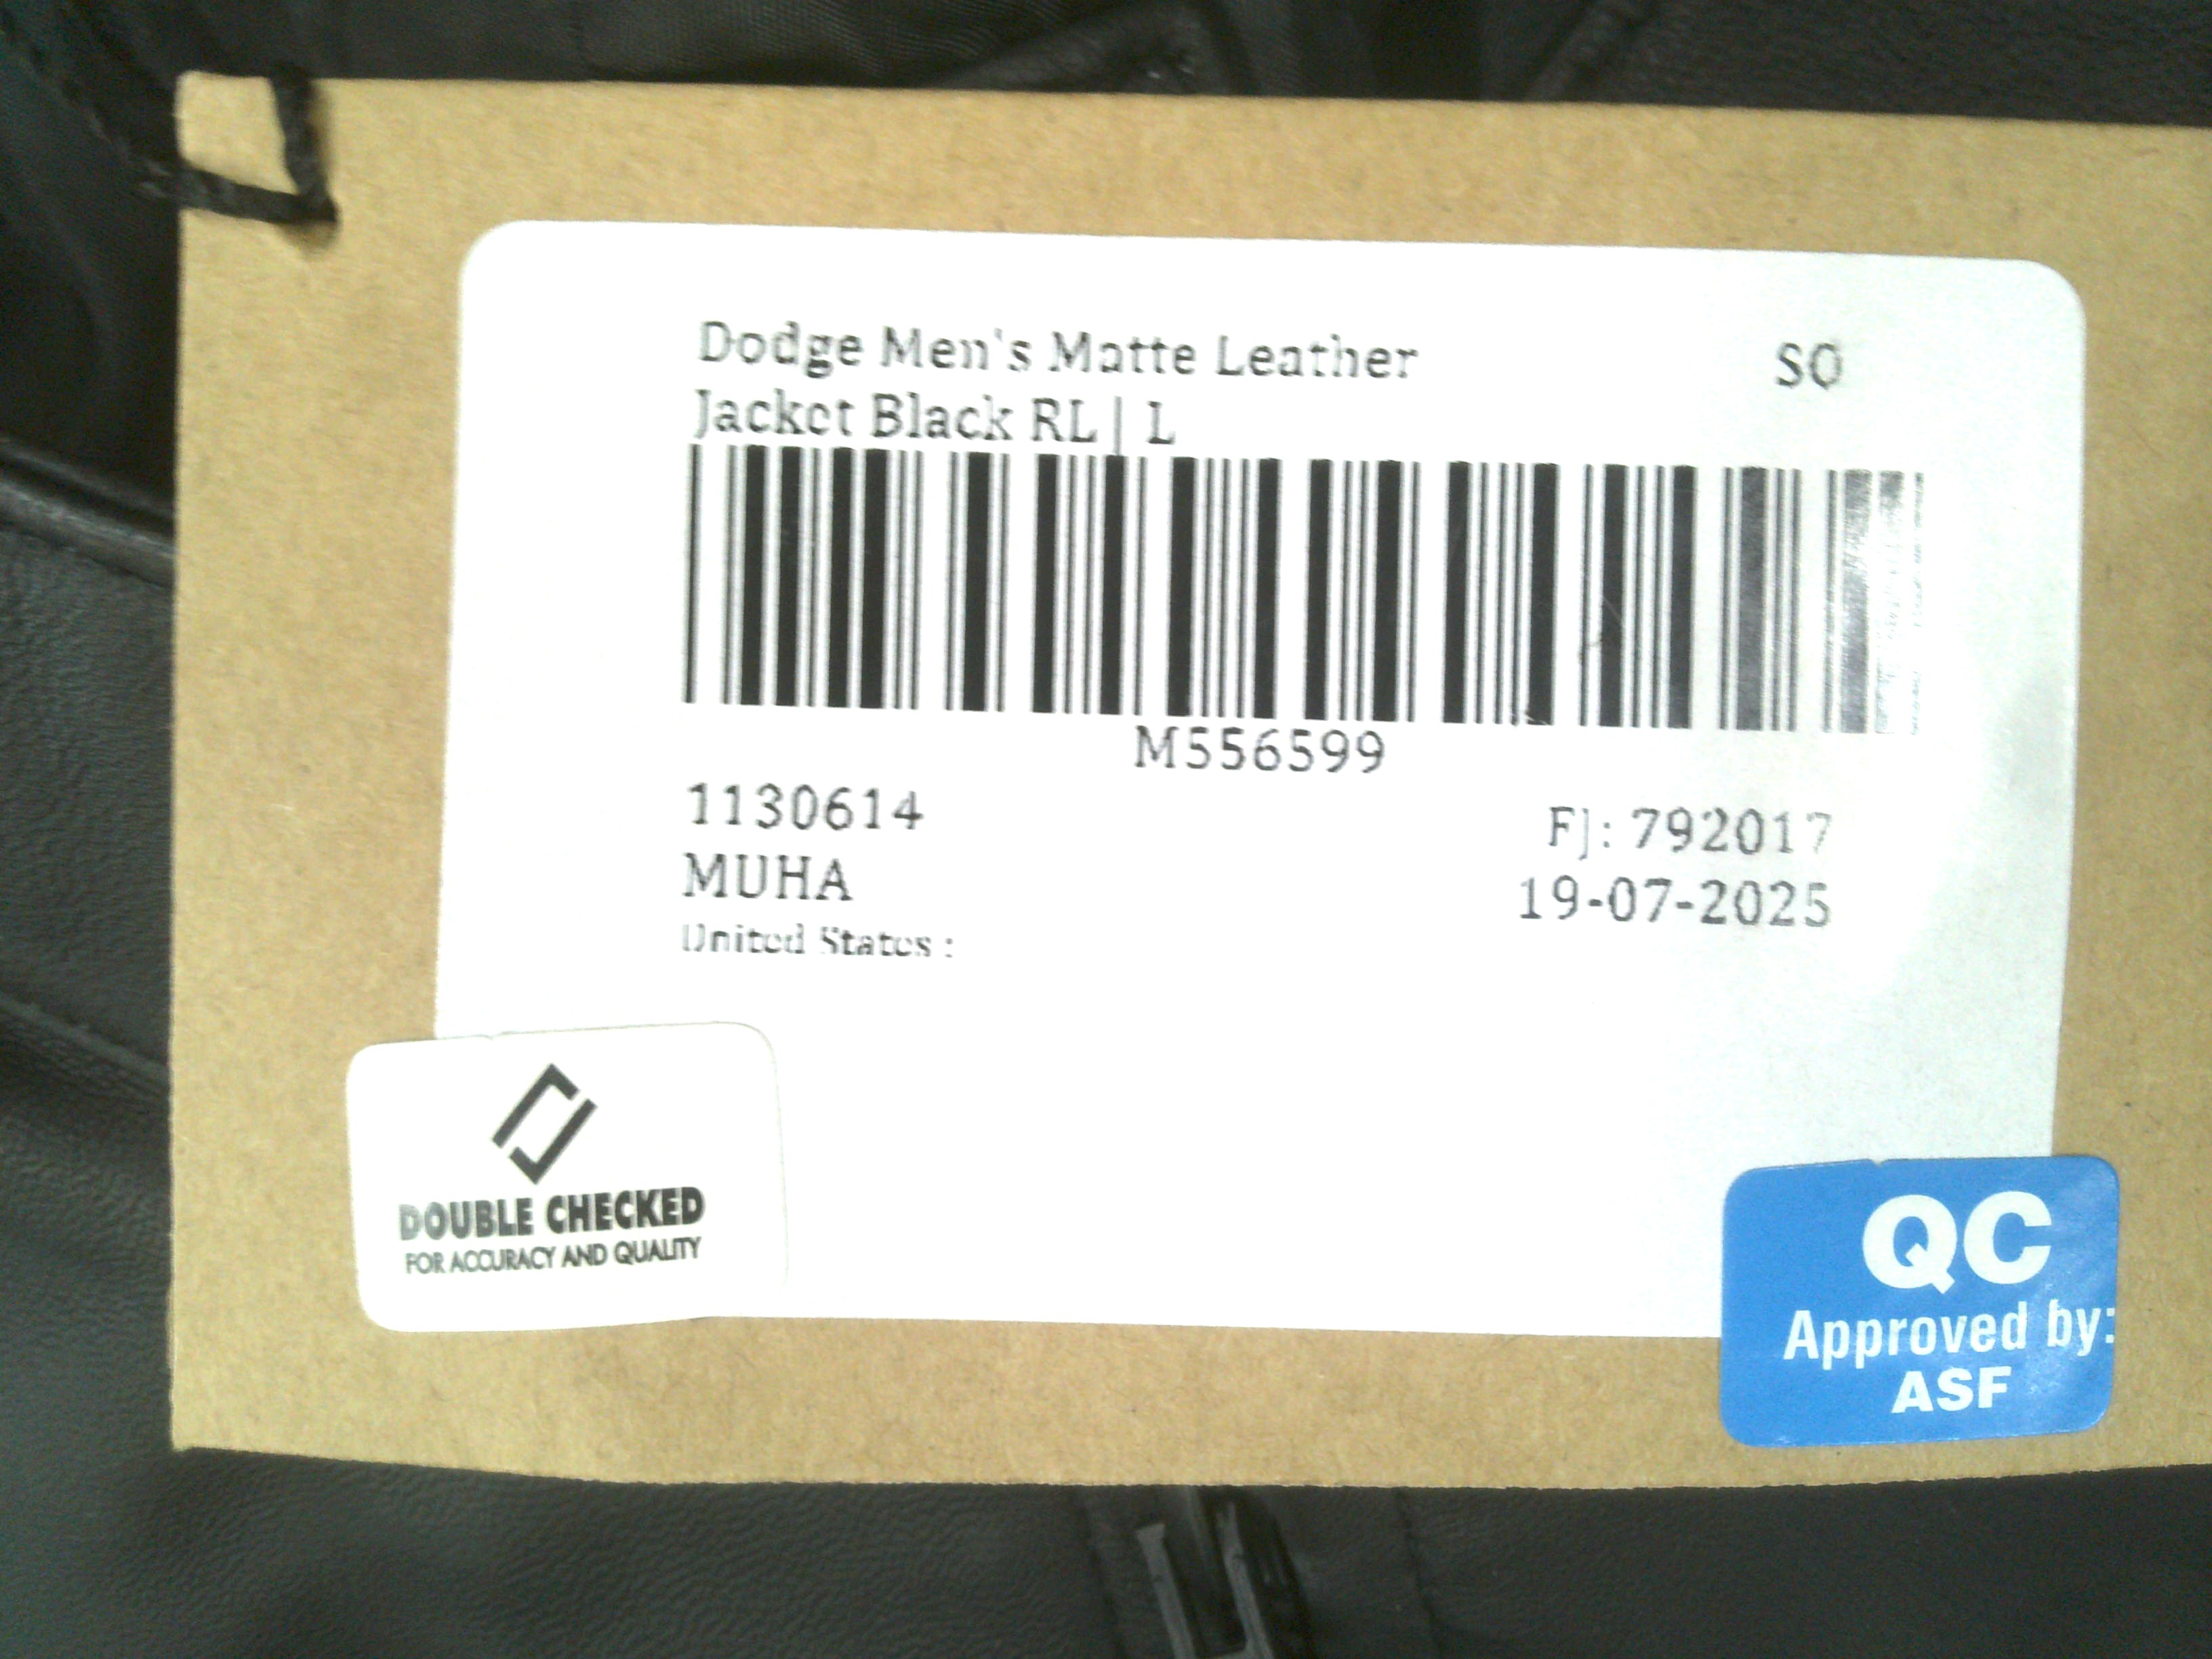 Dodge Men's Matte Leather
Jacket Black RL | L
SO
M556599
1130614
FJ: 792017
MUHA
19-07-2025
United States :
DOUBLE CHECKED
FOR ACCURACY AND QUALITY
QC
Approved by:
ASF